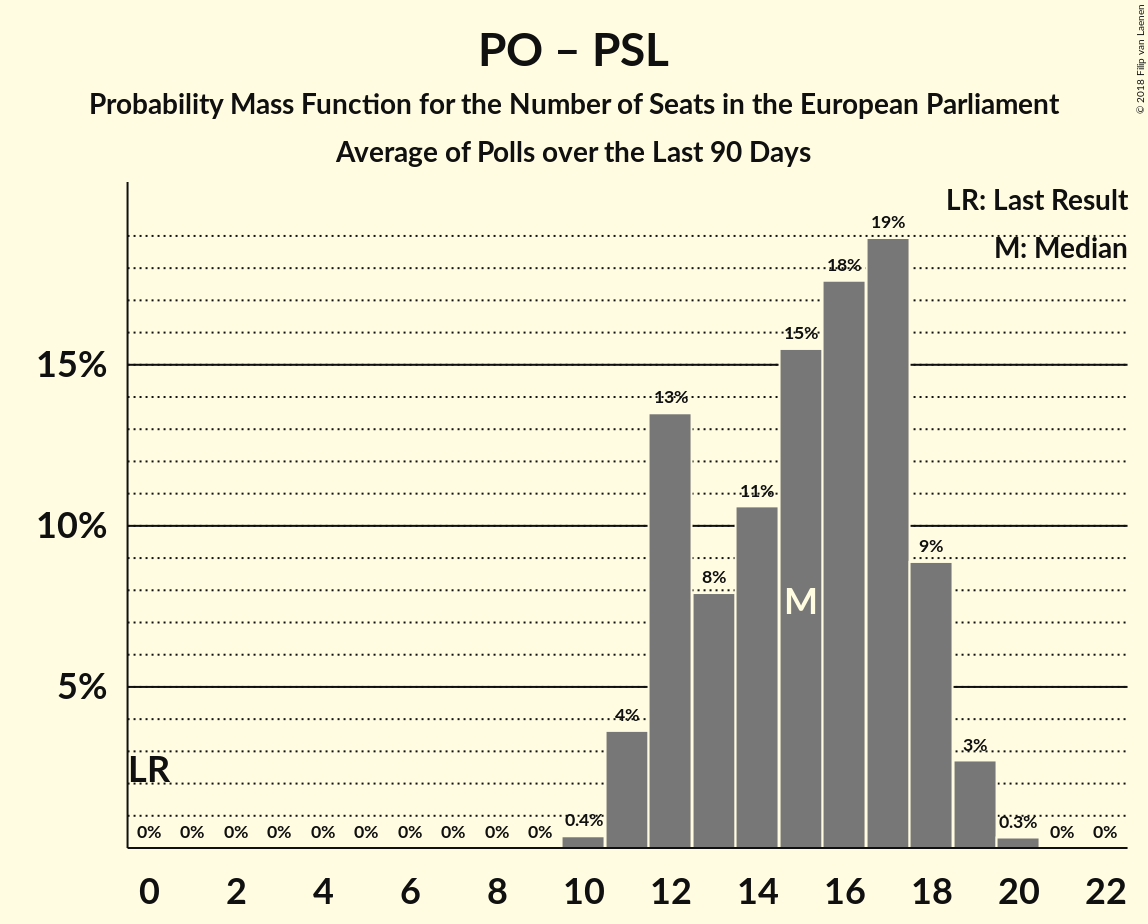 PO – PSL
Probability Mass Function for the Number of Seats in the European Parliament
Average of Polls over the Last 90 Days
© 2018 Filip van Laenen
LR: Last Result
M: Median
19%
18%
15%
15%
13%
11%
10%
9%
8%
M
5%
4%
3%
LR
0% 0% 0% 0% 0% 0% 0% 0% 0% 0% 0.4% 0.3% 0% 0%
0 2 4 6 8 10 12 14 16 18 20 22